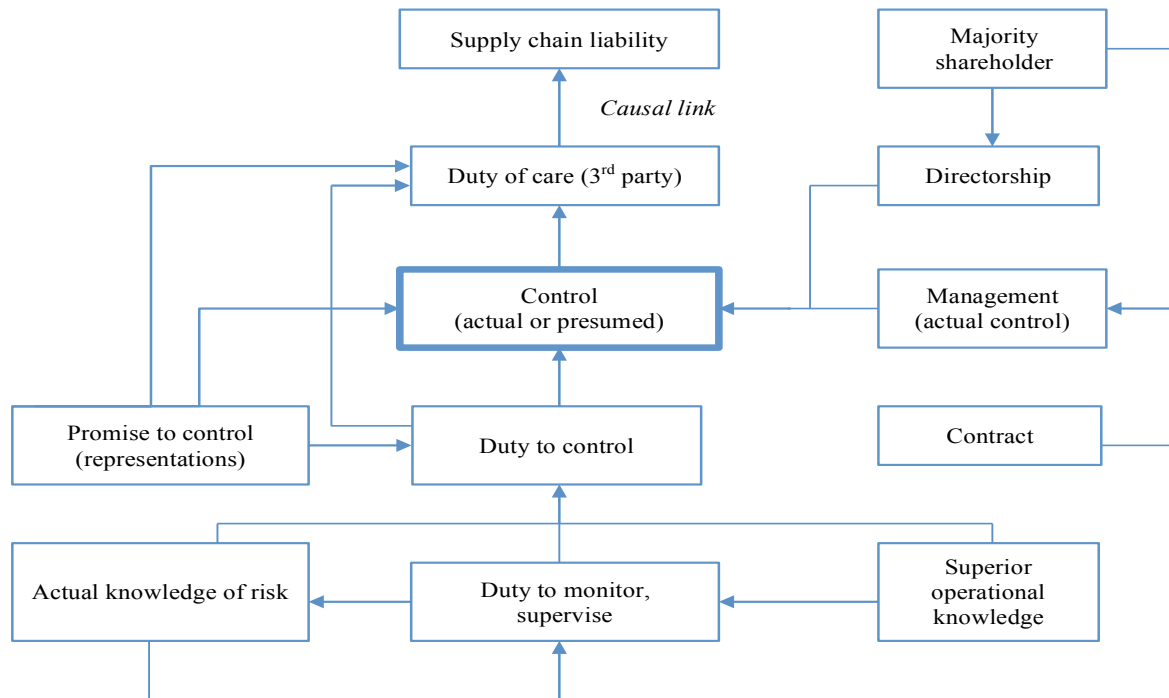 Supply chain liability
Majority
shareholder
Causal link
Duty of care (3rd party)
Directorship
Control
(actual or presumed)
Management
(actual control)
Promise to control
(representations)
Duty to control
Contract
Actual knowledge of risk
Duty to monitor,
supervise
Superior
operational
knowledge